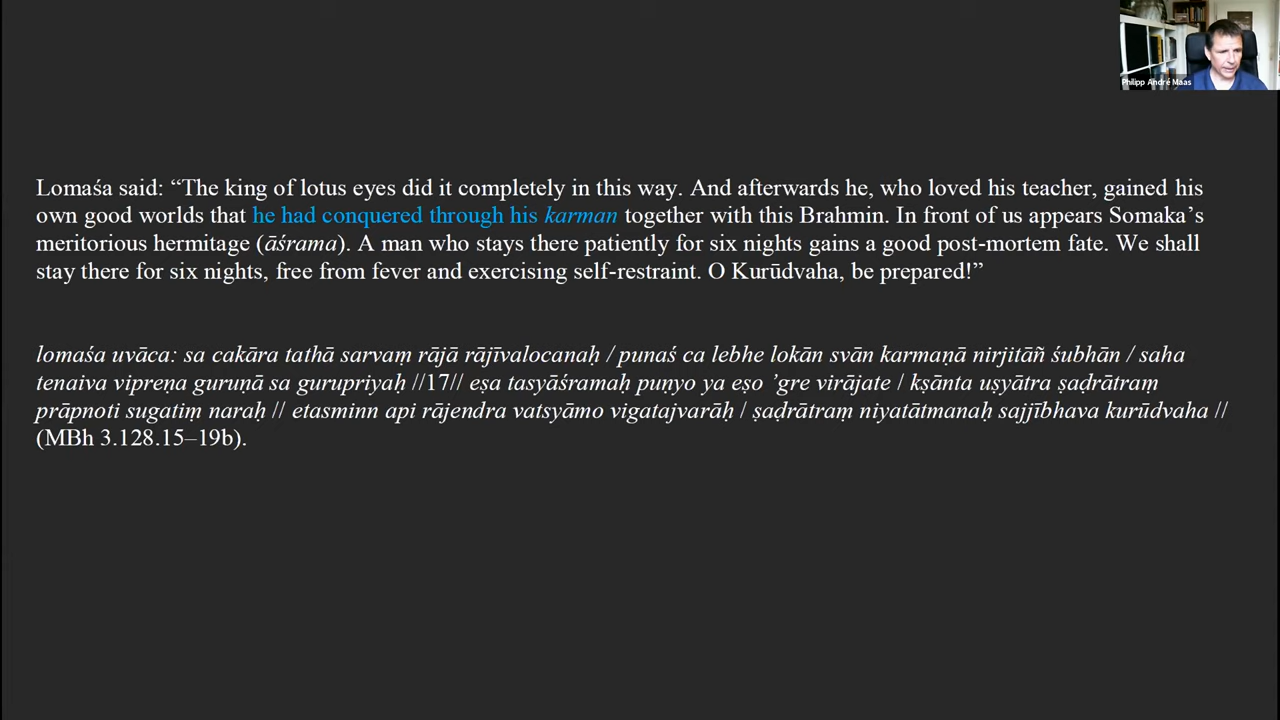 Philipp André Maas
Lomaśa said: “The king of lotus eyes did it completely in this way. And afterwards he, who loved his teacher, gained his
own good worlds that he had conquered through his karman together with this Brahmin. In front of us appears Somaka’s
meritorious hermitage (āśrama). A man who stays there patiently for six nights gains a good post-mortem fate. We shall
stay there for six nights, free from fever and exercising self-restraint. O Kurūdvaha, be prepared!”
lomaśa uvāca: sa cakāra tathā sarvaṃ rājā rājīvalocanaḥ / punaś ca lebhe lokān svān karmaṇā nirjitāñ śubhān / saha
tenaiva vipreṇa guruṇā sa gurupriyaḥ //17// eṣa tasyāśramaḥ puṇyo ya eṣo ’gre virājate / kṣānta uṣyātra ṣaḍrātraṃ
prāpnoti sugatiṃ naraḥ // etasminn api rājendra vatsyāmo vigatajvarāḥ / ṣaḍrātraṃ niyatātmanaḥ sajjībhava kurūdvaha //
(MBh 3.128.15–19b).